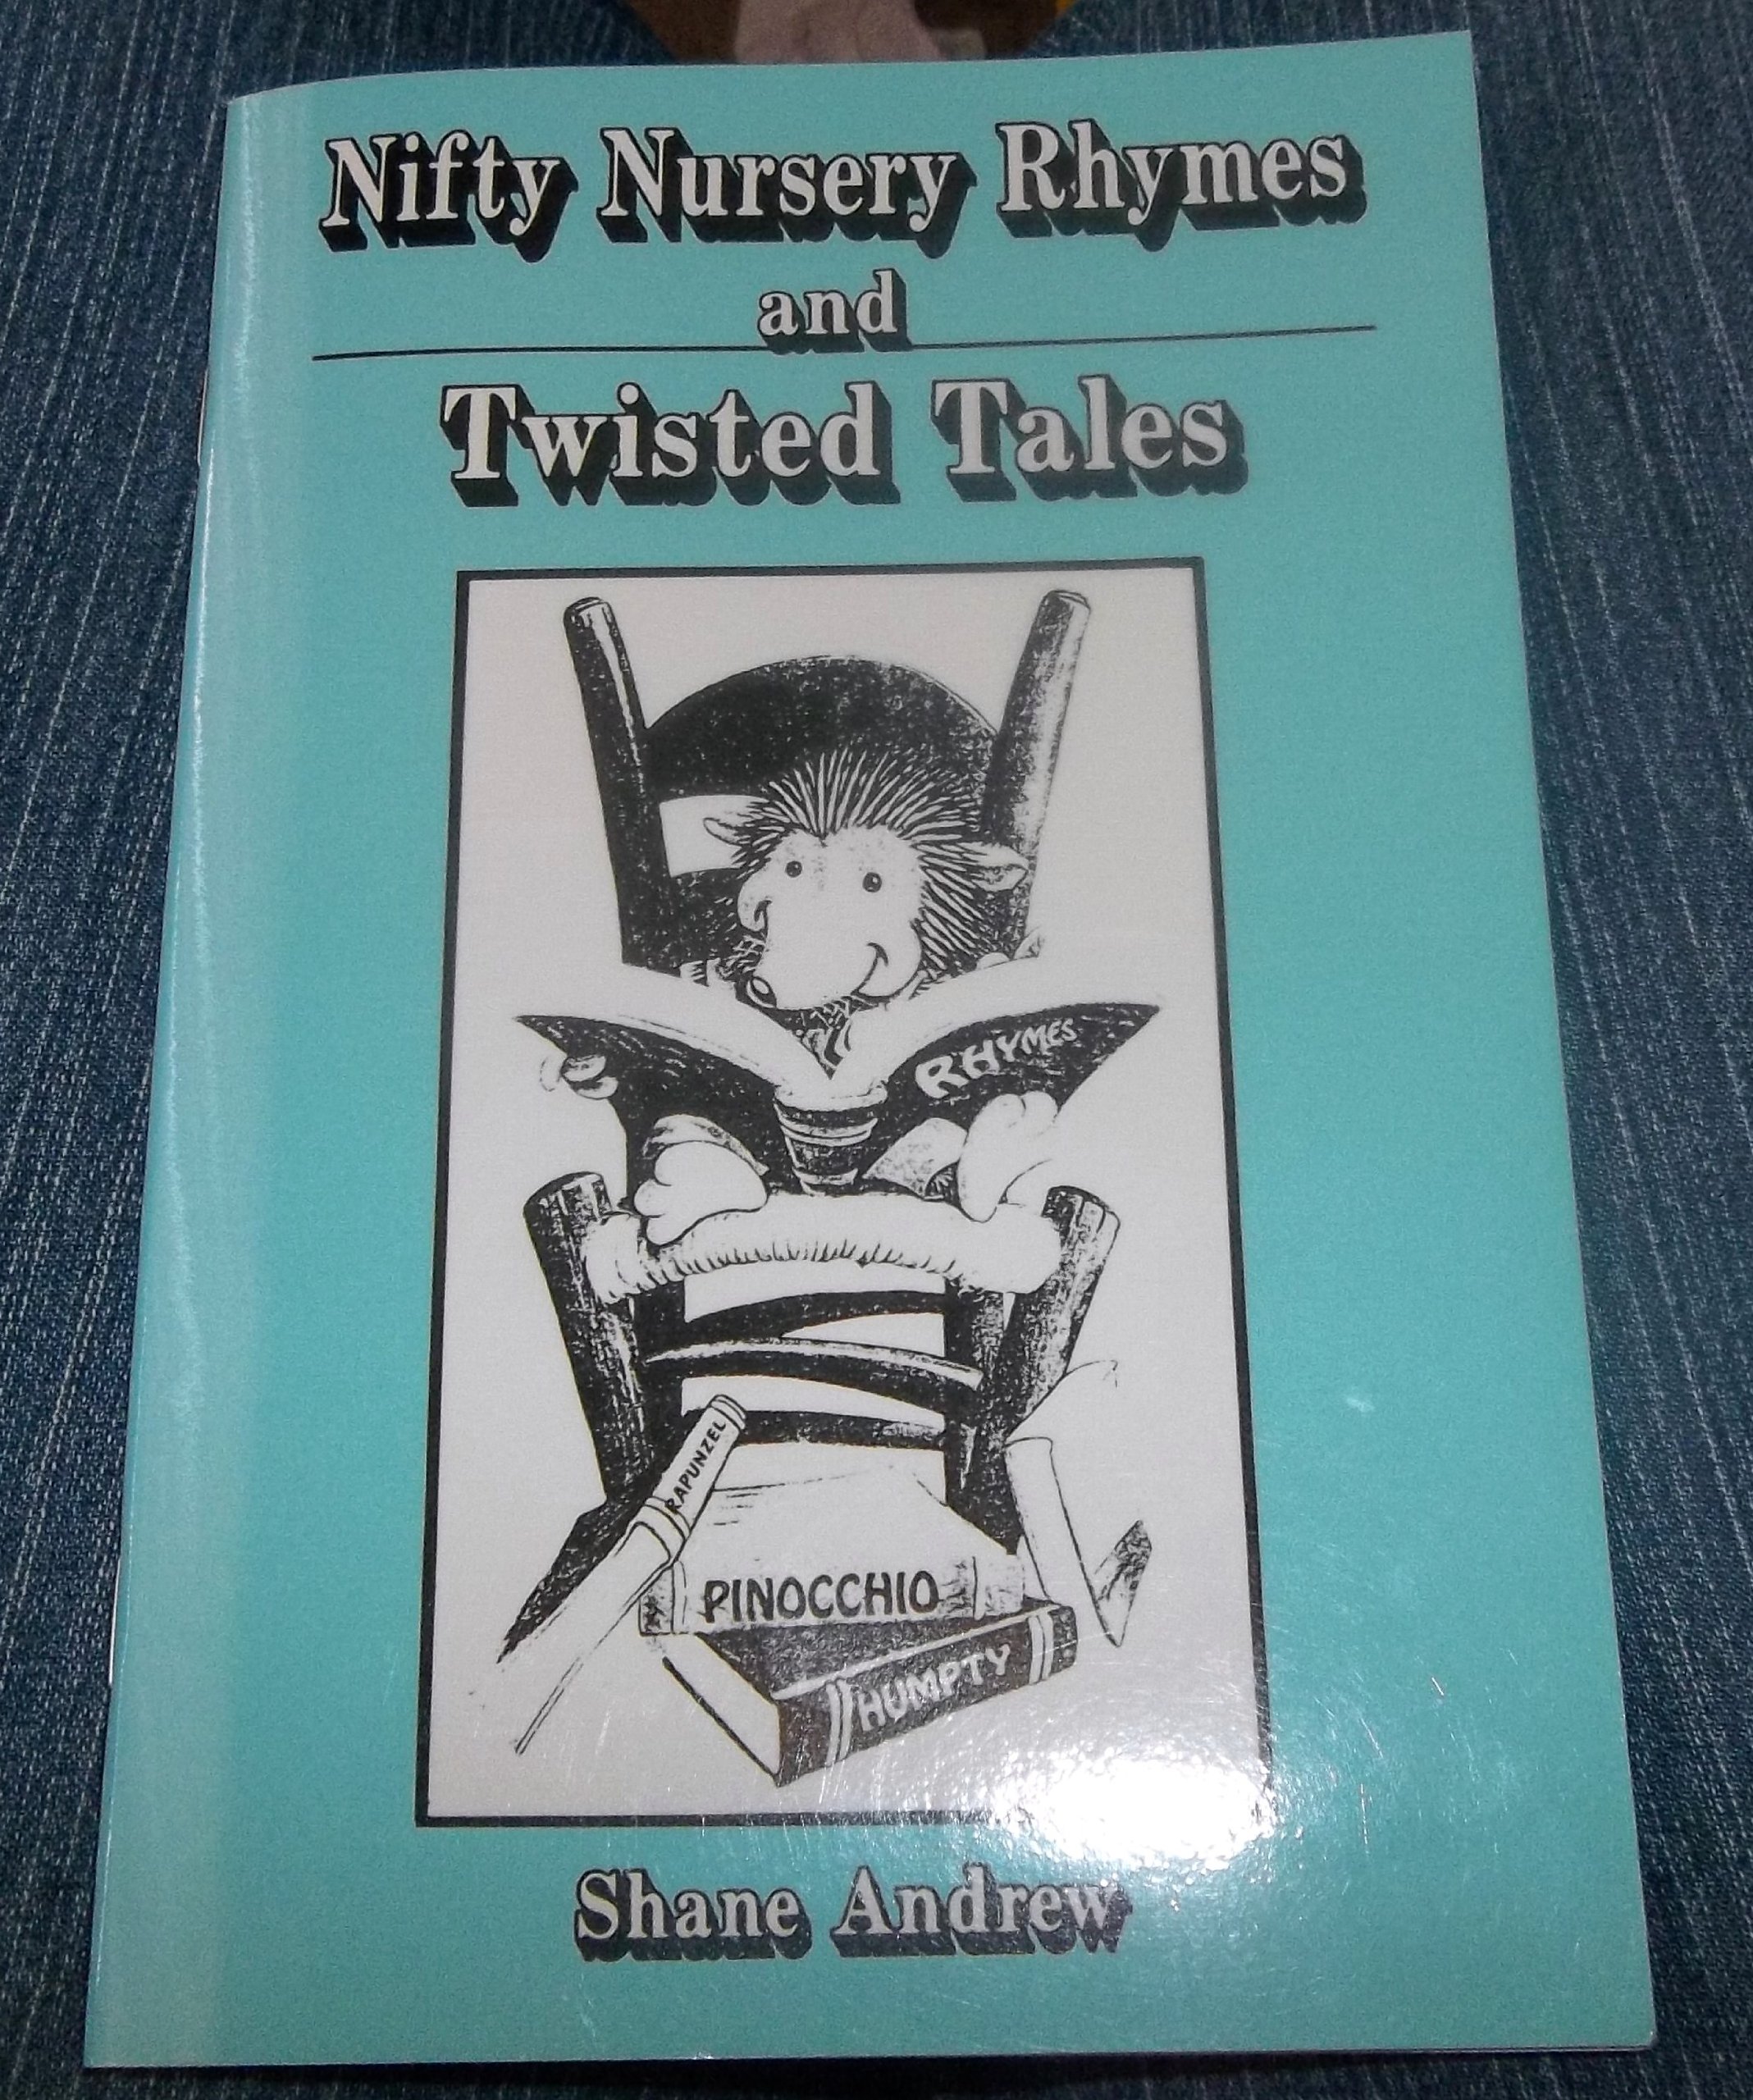 Nifty Nursery Rhymes
and
Twisted Tales
RHYMES
RAPUNZEL
PINOCCHIO
HUMPTY
Shane Andrew